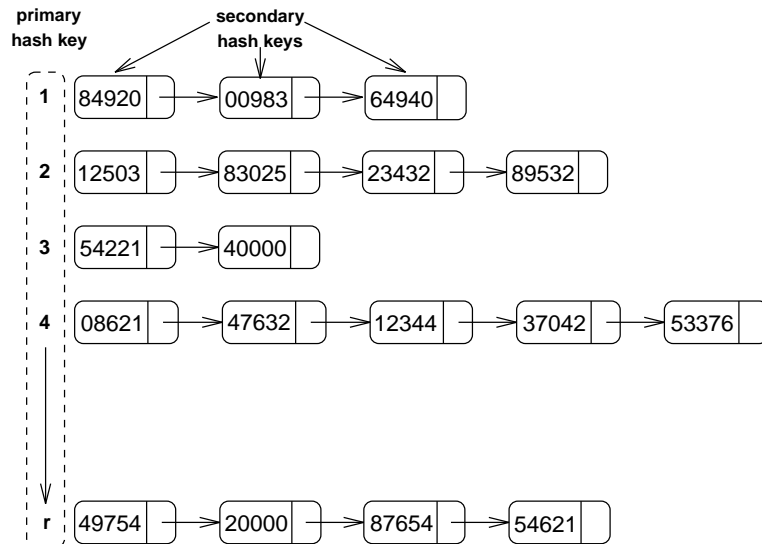 primary
hash key
secondary
hash keys
1 84920 00983 64940
2 12503 83025 23432 89532
3 54221 40000
4 08621 47632 12344 37042 53376
r 49754 20000 87654 54621